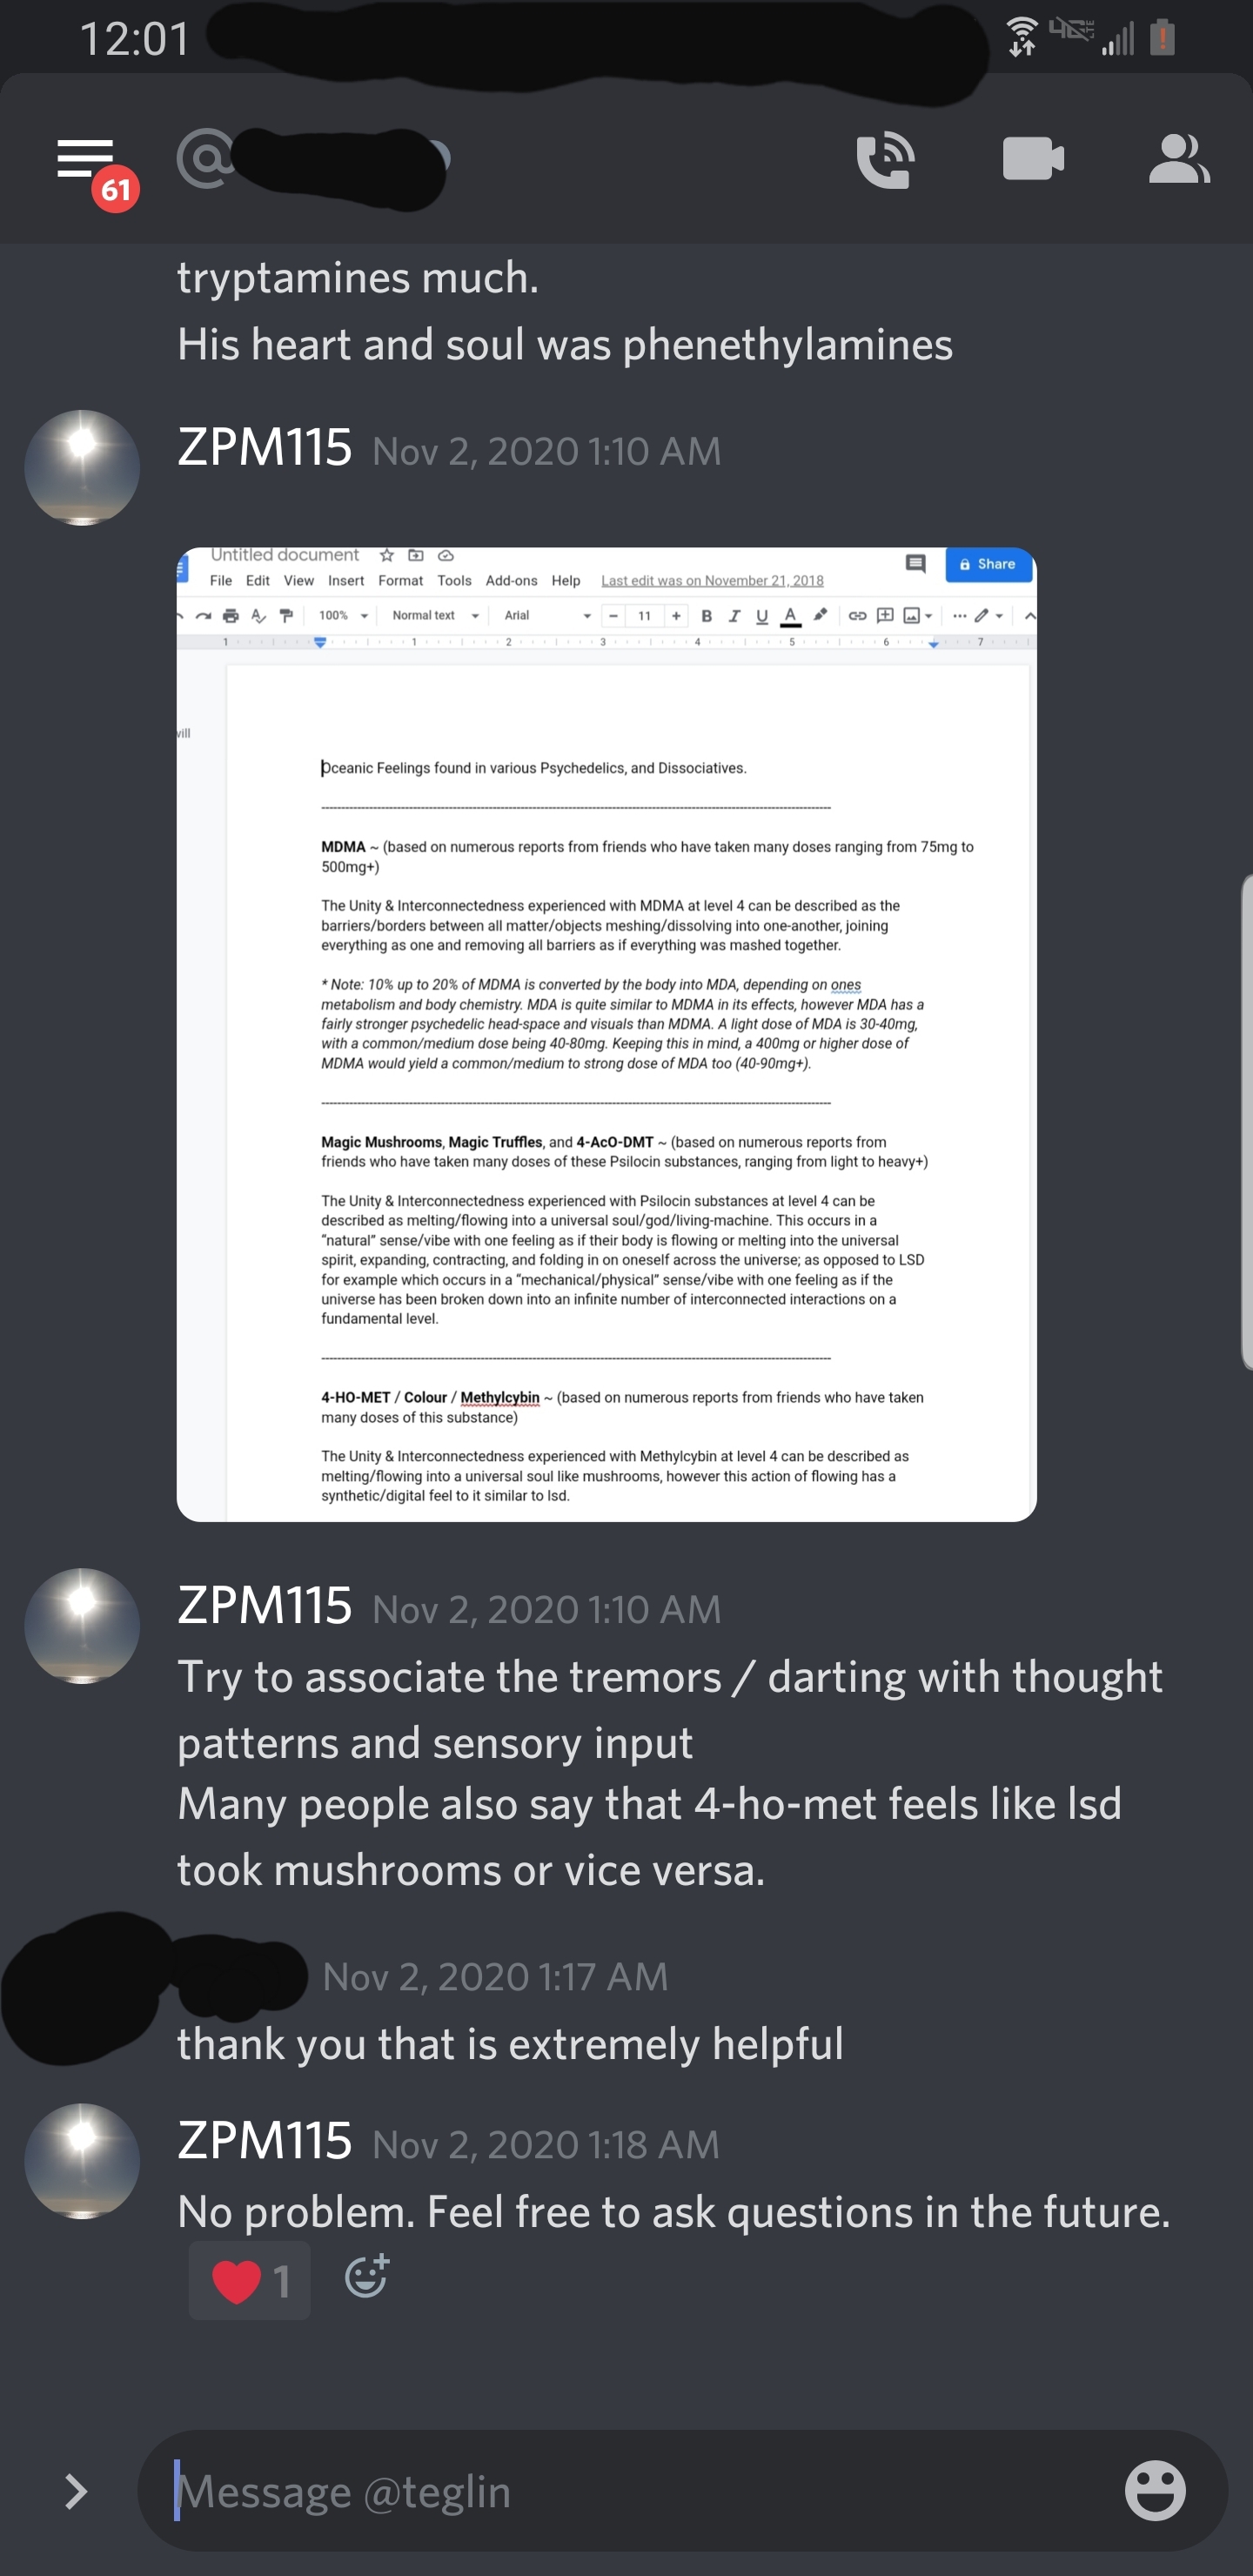 12:01
4G LTE
61
@
tryptamines much.
His heart and soul was phenethylamines
ZPM115 Nov 2, 2020 1:10 AM
Untitled document
File Edit View Insert Format Tools Add-ons Help Last edit was on November 21, 2018
Share
100% Normal text Arial - 11 + B I U A
1 1 2 3 4 5 6 7
Oceanic Feelings found in various Psychedelics, and Dissociatives.
MDMA ~ (based on numerous reports from friends who have taken many doses ranging from 75mg to
500mg+)
The Unity & Interconnectedness experienced with MDMA at level 4 can be described as the
barriers/borders between all matter/objects meshing/dissolving into one-another, joining
everything as one and removing all barriers as if everything was mashed together.
* Note: 10% up to 20% of MDMA is converted by the body into MDA, depending on ones
metabolism and body chemistry. MDA is quite similar to MDMA in its effects, however MDA has a
fairly stronger psychedelic head-space and visuals than MDMA. A light dose of MDA is 30-40mg,
with a common/medium dose being 40-80mg. Keeping this in mind, a 400mg or higher dose of
MDMA would yield a common/medium to strong dose of MDA too (40-90mg+).
Magic Mushrooms, Magic Truffles, and 4-AcO-DMT ~ (based on numerous reports from
friends who have taken many doses of these Psilocin substances, ranging from light to heavy+)
The Unity & Interconnectedness experienced with Psilocin substances at level 4 can be
described as melting/flowing into a universal soul/god/living-machine. This occurs in a
“natural” sense/vibe with one feeling as if their body is flowing or melting into the universal
spirit, expanding, contracting, and folding in on oneself across the universe; as opposed to LSD
for example which occurs in a “mechanical/physical” sense/vibe with one feeling as if the
universe has been broken down into an infinite number of interconnected interactions on a
fundamental level.
4-HO-MET / Colour / Methylcybin ~ (based on numerous reports from friends who have taken
many doses of this substance)
The Unity & Interconnectedness experienced with Methylcybin at level 4 can be described as
melting/flowing into a universal soul like mushrooms, however this action of flowing has a
synthetic/digital feel to it similar to lsd.
ZPM115 Nov 2, 2020 1:10 AM
Try to associate the tremors / darting with thought
patterns and sensory input
Many people also say that 4-ho-met feels like lsd
took mushrooms or vice versa.
Nov 2, 2020 1:17 AM
thank you that is extremely helpful
ZPM115 Nov 2, 2020 1:18 AM
No problem. Feel free to ask questions in the future.
1
Message @teglin